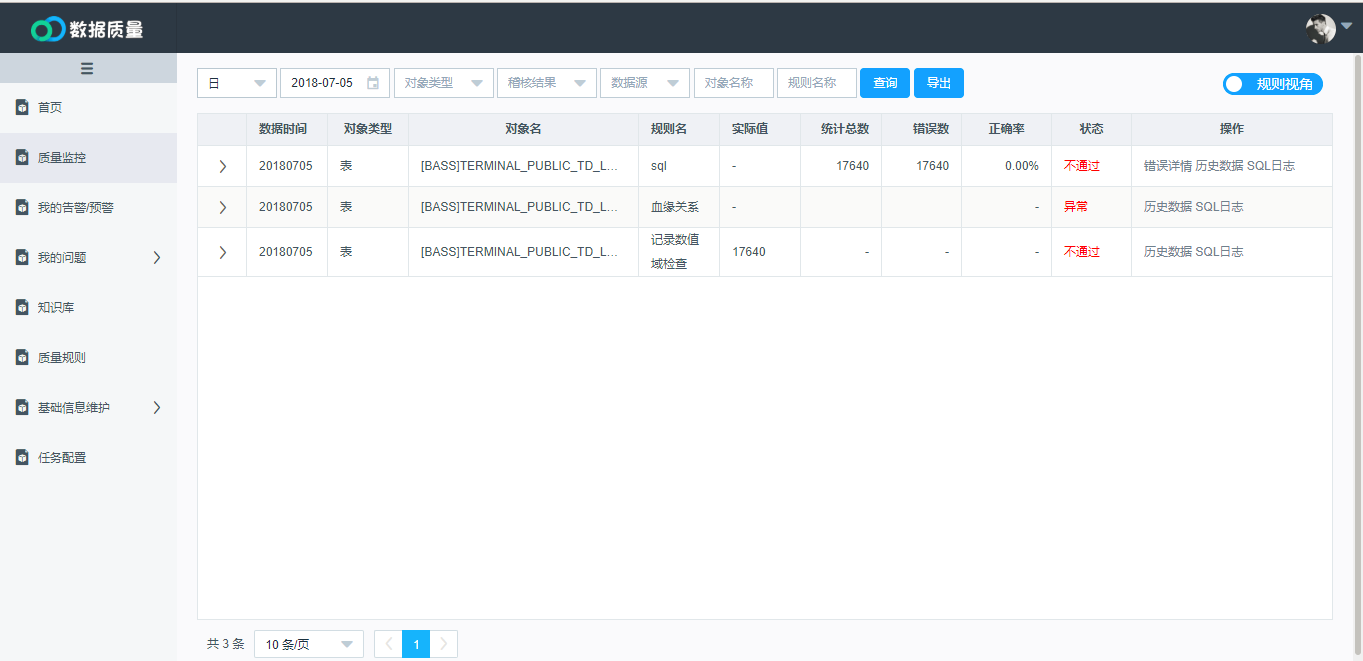 数据质量
首页
质量监控
我的告警/预警
我的问题
知识库
质量规则
基础信息维护
任务配置
日 2018-07-05 对象类型 稽核结果 数据源 对象名称 规则名称 查询 导出 规则视角
数据时间 对象类型 对象名 规则名 实际值 统计总数 错误数 正确率 状态 操作
20180705 表 [BASS]TERMINAL_PUBLIC_TD_L... sql - 17640 17640 0.00% 不通过 错误详情 历史数据 SQL日志
20180705 表 [BASS]TERMINAL_PUBLIC_TD_L... 血缘关系 - - 异常 历史数据 SQL日志
20180705 表 [BASS]TERMINAL_PUBLIC_TD_L... 记录数值 17640 - - - 不通过 历史数据 SQL日志
域检查
共 3 条 10 条/页 1